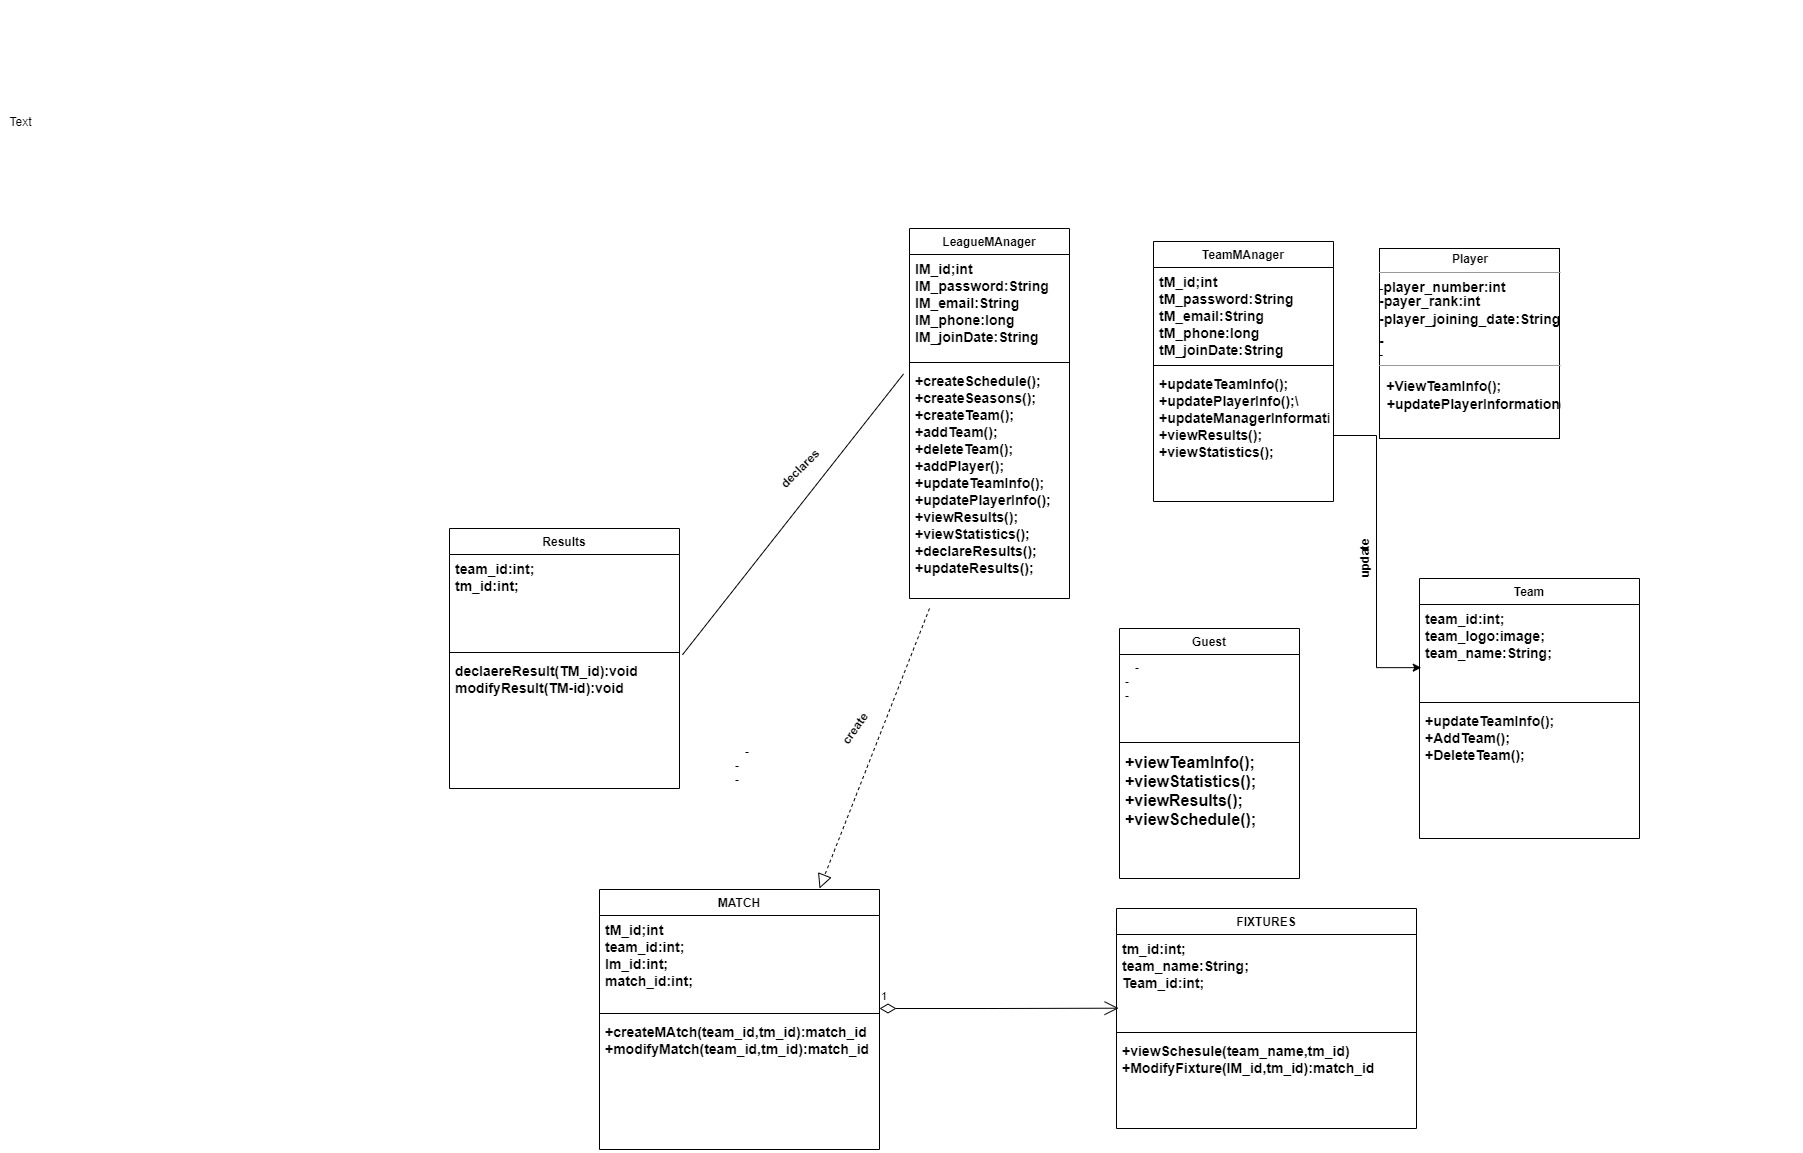 Text
LeagueMAnager
lM_id;int
lM_password:String
lM_email:String
lM_phone:long
lM_joinDate:String
+createSchedule();
+createSeasons();
+createTeam();
+addTeam();
+deleteTeam();
+addPlayer();
+updateTeamInfo();
+updatePlayerInfo();
+viewResults();
+viewStatistics();
+declareResults();
+updateResults();
TeamMAnager
tM_id;int
tM_password:String
tM_email:String
tM_phone:long
tM_joinDate:String
+updateTeamInfo();
+updatePlayerInfo();\
+updateManagerInformati
+viewResults();
+viewStatistics();
Player
-player_number:int
-payer_rank:int
-player_joining_date:String
-
-
+ViewTeamInfo();
+updatePlayerInformation
declares
update
Results
team_id:int;
tm_id:int;
declaereResult(TM_id):void
modifyResult(TM-id):void
Team
team_id:int;
team_logo:image;
team_name:String;
+updateTeamInfo();
+AddTeam();
+DeleteTeam();
Guest
-
-
-
+viewTeamInfo();
+viewStatistics();
+viewResults();
+viewSchedule();
create
-
-
-
MATCH
tM_id;int
team_id:int;
lm_id:int;
match_id:int;
+createMAtch(team_id,tm_id):match_id
+modifyMatch(team_id,tm_id):match_id
1
FIXTURES
tm_id:int;
team_name:String;
Team_id:int;
+viewSchesule(team_name,tm_id)
+ModifyFixture(lM_id,tm_id):match_id